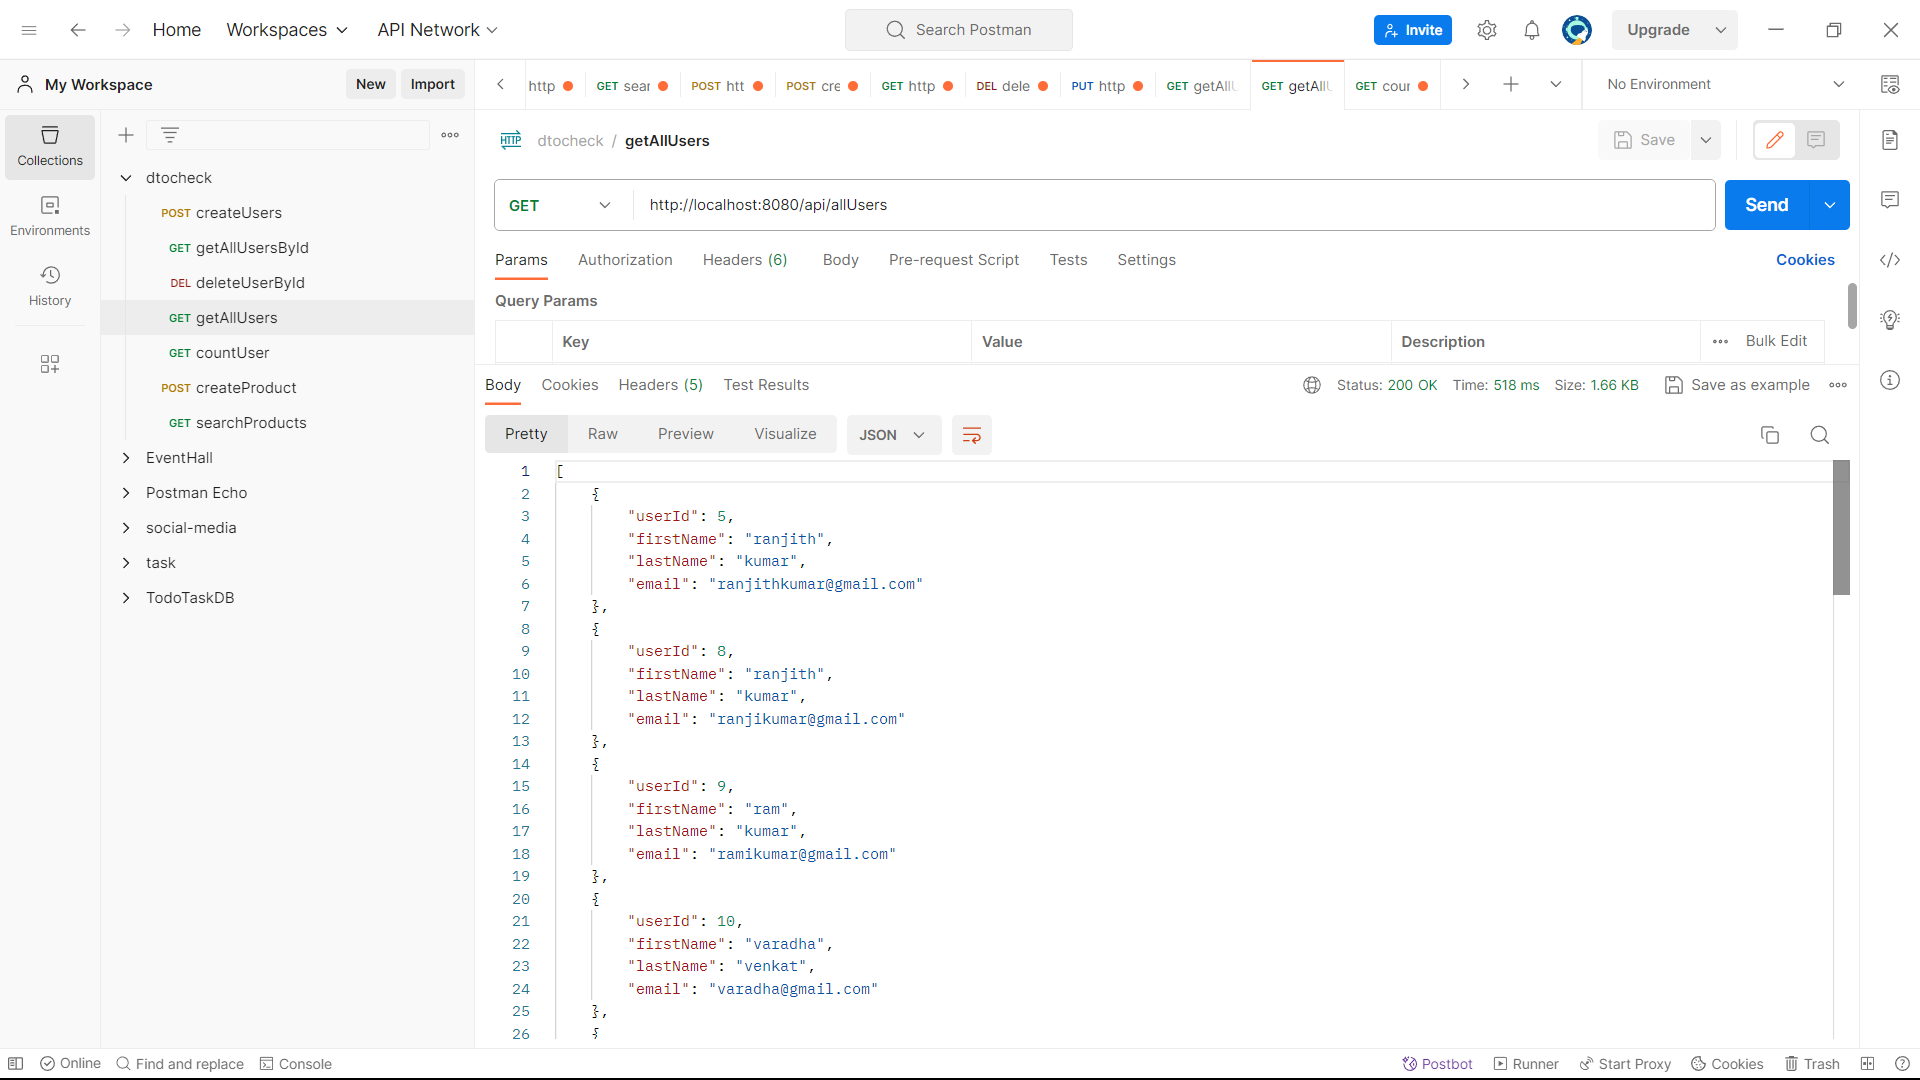 Home Workspaces API Network Search Postman Invite Upgrade
My Workspace New Import http GET sear POST htt POST cre GET http DEL dele PUT http GET getAllU GET getAllU GET cour No Environment
Collections
Environments
History
dtocheck
POST createUsers
GET getAllUsersById
DEL deleteUserById
GET getAllUsers
GET countUser
POST createProduct
GET searchProducts
EventHall
Postman Echo
social-media
task
TodoTaskDB
HTTP dtocheck / getAllUsers Save
GET http://localhost:8080/api/allUsers Send
Params Authorization Headers (6) Body Pre-request Script Tests Settings Cookies
Query Params
Key Value Description Bulk Edit
Body Cookies Headers (5) Test Results Status: 200 OK Time: 518 ms Size: 1.66 KB Save as example
Pretty Raw Preview Visualize JSON
1 [
2 {
3 "userId": 5,
4 "firstName": "ranjith",
5 "lastName": "kumar",
6 "email": "ranjithkumar@gmail.com"
7 },
8 {
9 "userId": 8,
10 "firstName": "ranjith",
11 "lastName": "kumar",
12 "email": "ranjikumar@gmail.com"
13 },
14 {
15 "userId": 9,
16 "firstName": "ram",
17 "lastName": "kumar",
18 "email": "ramikumar@gmail.com"
19 },
20 {
21 "userId": 10,
22 "firstName": "varadha",
23 "lastName": "venkat",
24 "email": "varadha@gmail.com"
25 },
26 {
Online Find and replace Console Postbot Runner Start Proxy Cookies Trash